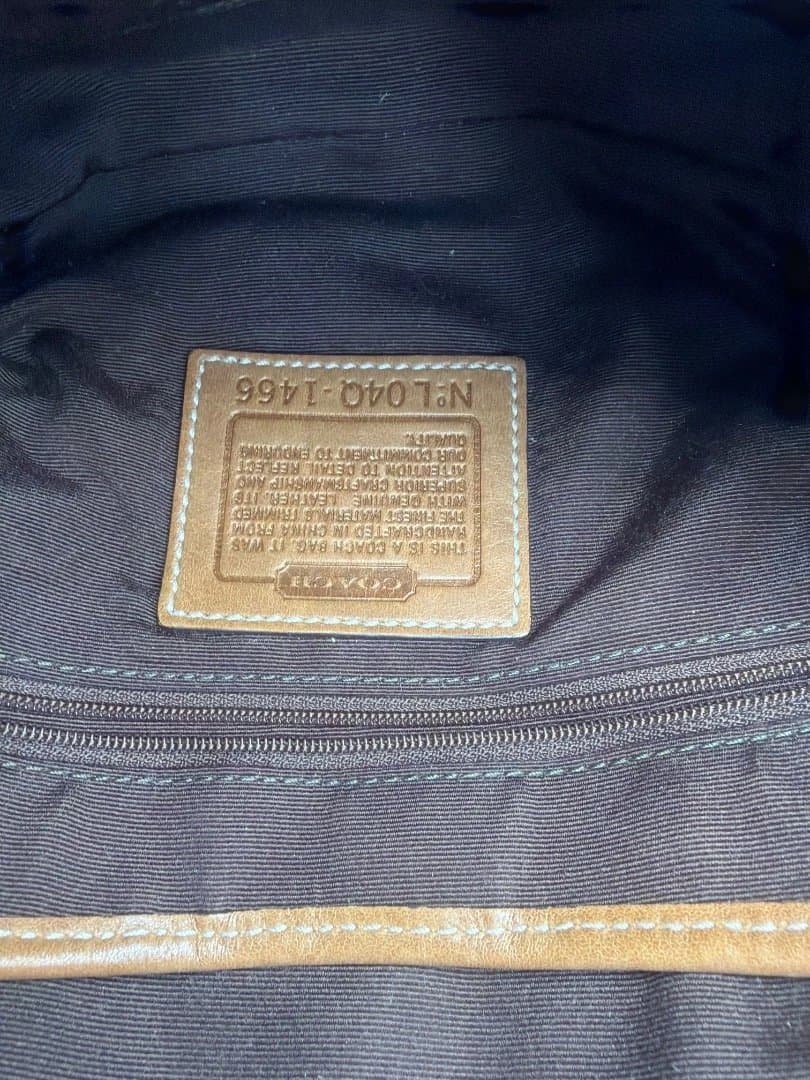 COACH
THIS IS A COACH BAG. IT WAS
HANDCRAFTED IN CHINA FROM
THE FINEST MATERIALS TRIMMED
WITH GENUINE LEATHER. ITS
SUPERIOR CRAFTSMANSHIP AND
ATTENTION TO DETAIL REFLECT
OUR COMMITMENT TO ENDURING
QUALITY.
Nº L04Q-1466